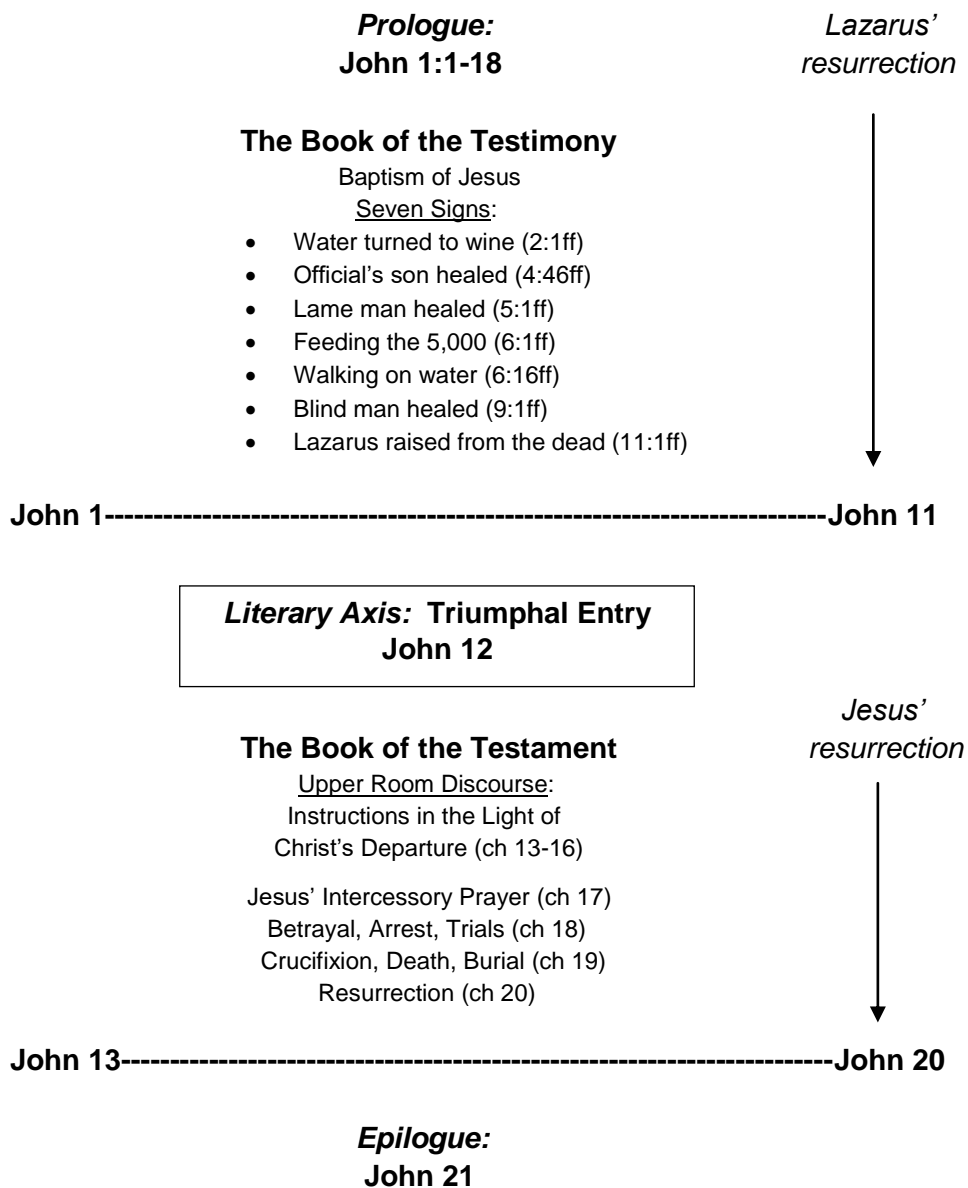 Prologue:
John 1:1-18
Lazarus’
resurrection
The Book of the Testimony
Baptism of Jesus
Seven Signs:
• Water turned to wine (2:1ff)
• Official’s son healed (4:46ff)
• Lame man healed (5:1ff)
• Feeding the 5,000 (6:1ff)
• Walking on water (6:16ff)
• Blind man healed (9:1ff)
• Lazarus raised from the dead (11:1ff)
John 1--------------------------------------------------------------------------John 11
Literary Axis: Triumphal Entry
John 12
Jesus’
resurrection
The Book of the Testament
Upper Room Discourse:
Instructions in the Light of
Christ’s Departure (ch 13-16)
Jesus’ Intercessory Prayer (ch 17)
Betrayal, Arrest, Trials (ch 18)
Crucifixion, Death, Burial (ch 19)
Resurrection (ch 20)
John 13-------------------------------------------------------------------------John 20
Epilogue:
John 21